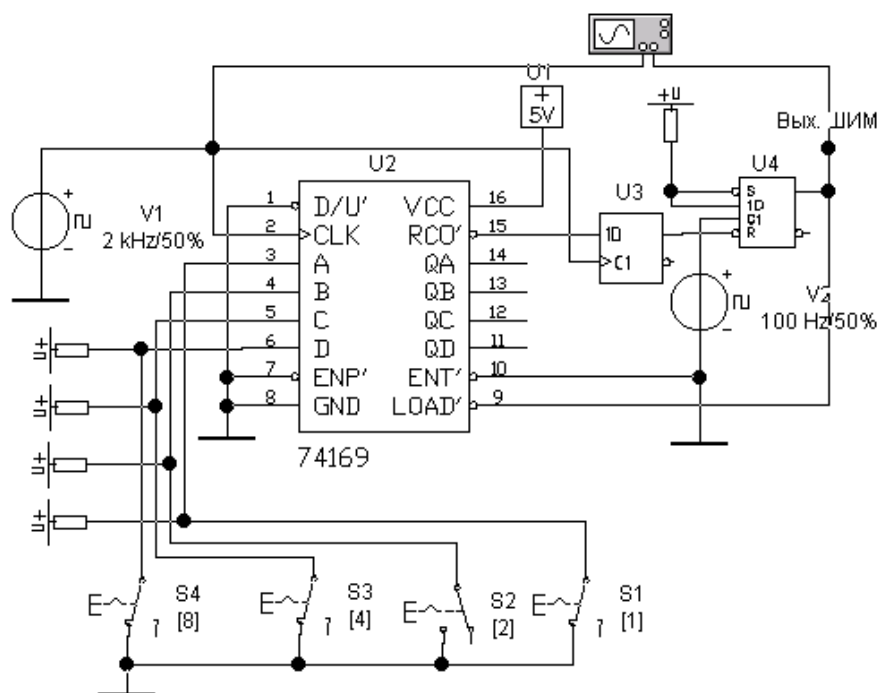 U1
+
5V
+U
Вых. ШИМ
U2
U4
S
1D
C1
R
U3
1D
C1
V1
2 kHz/50%
+
−
1
2
3
4
5
6
7
8
D/U'
CLK
A
B
C
D
ENP'
GND
VCC
RCO'
QA
QB
QC
QD
ENT'
LOAD'
16
15
14
13
12
11
10
9
74169
+
−
V2
100 Hz/50%
+U
+U
+U
+U
S4
[8]
S3
[4]
S2
[2]
S1
[1]